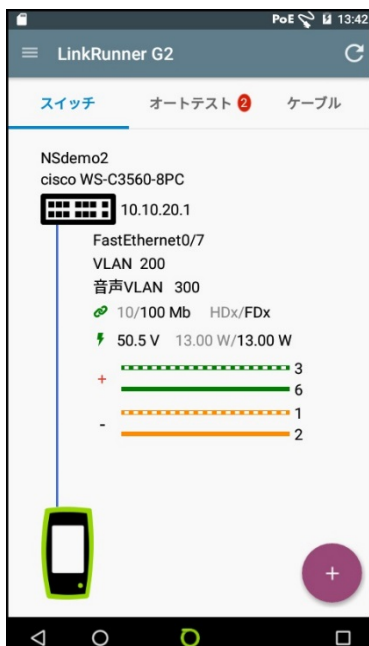 PoE 13:42
LinkRunner G2
スイッチ オートテスト 2 ケーブル
NSdemo2
cisco WS-C3560-8PC
10.10.20.1
FastEthernet0/7
VLAN 200
音声VLAN 300
10/100 Mb HDx/FDx
50.5 V 13.00 W/13.00 W
3
+
6
1
-
2
+